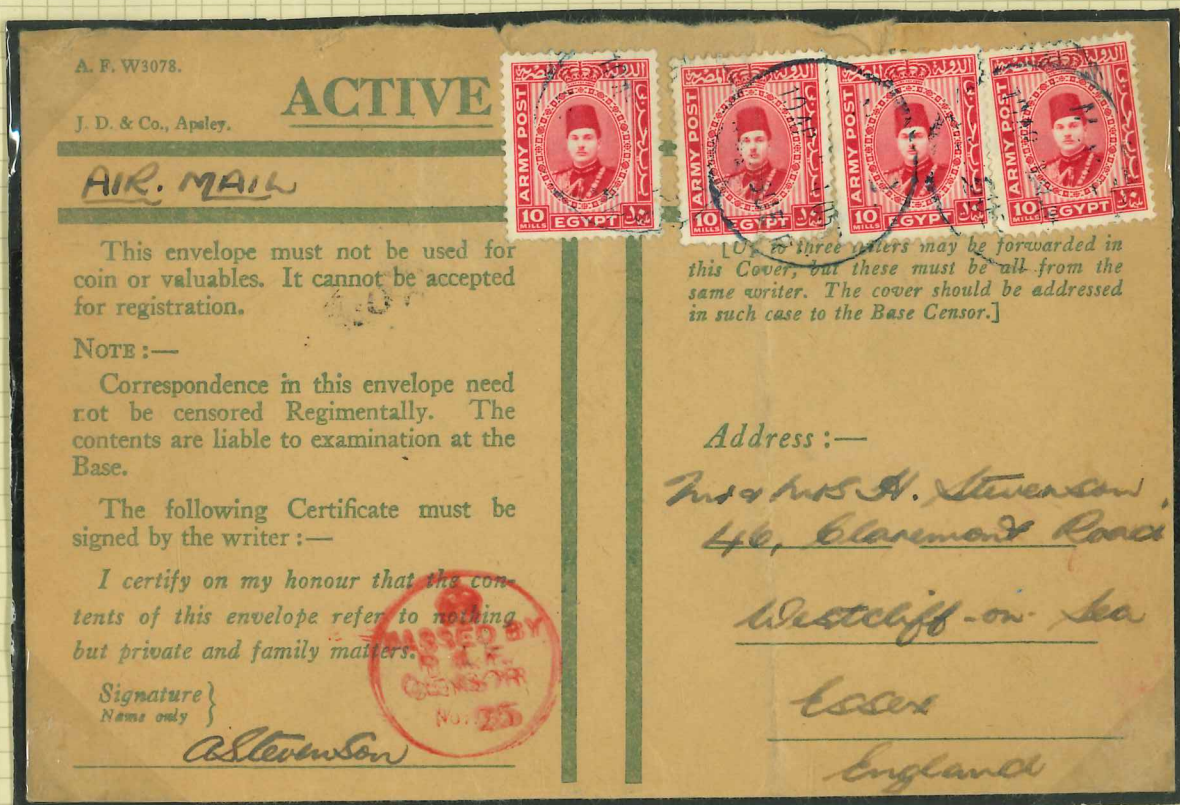 A. F. W3078.
ACTIVE
J. D. & Co., Apsley.
AIR. MAIL
ARMY POST
10 MILLS
EGYPT
ARMY POST
10 MILLS
EGYPT
ARMY POST
10 MILLS
EGYPT
ARMY POST
10 MILLS
EGYPT
This envelope must not be used for
coin or valuables. It cannot be accepted
for registration.
NOTE :—
Correspondence in this envelope need
not be censored Regimentally. The
contents are liable to examination at the
Base.
The following Certificate must be
signed by the writer :—
I certify on my honour that the con-
tents of this envelope refer to nothing
but private and family matters.
Signature }
Name only
AStevenson
PASSED BY
CENSOR
No. 25
to three letters may be forwarded in
this Cover, but these must be all from the
same writer. The cover should be addressed
in such case to the Base Censor.]
Address :—
Mr & Mrs H. Stevenson,
46, Claremont Road
Westcliff-on-Sea
Essex
England